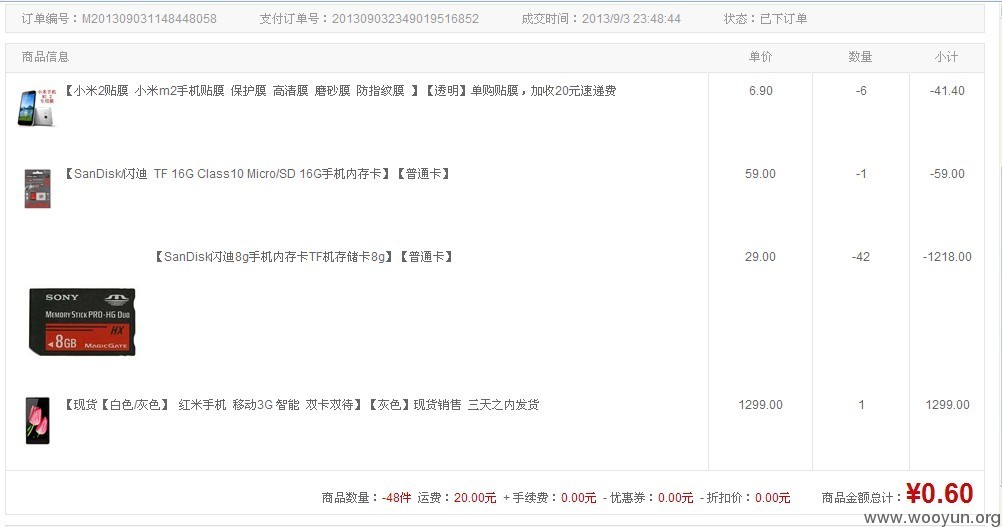 订单编号：M201309031148448058 支付订单号：201309032349019516852 成交时间：2013/9/3 23:48:44 状态：已下订单
商品信息 单价 数量 小计
【小米2贴膜 小米m2手机贴膜 保护膜 高清膜 磨砂膜 防指纹膜 】【透明】单购贴膜，加收20元速递费 6.90 -6 -41.40
【SanDisk/闪迪 TF 16G Class10 Micro/SD 16G手机内存卡】【普通卡】 59.00 -1 -59.00
【SanDisk闪迪8g手机内存卡TF机存储卡8g】【普通卡】 29.00 -42 -1218.00
SONY
MEMORY STICK PRO-HG DUO
HX
8GB MAGICGATE
【现货【白色/灰色】 红米手机 移动3G 智能 双卡双待】【灰色】现货销售 三天之内发货 1299.00 1 1299.00
商品数量：-48件 运费：20.00元 + 手续费：0.00元 - 优惠券：0.00元 - 折扣价：0.00元 商品金额总计：¥0.60
www.wooyun.org